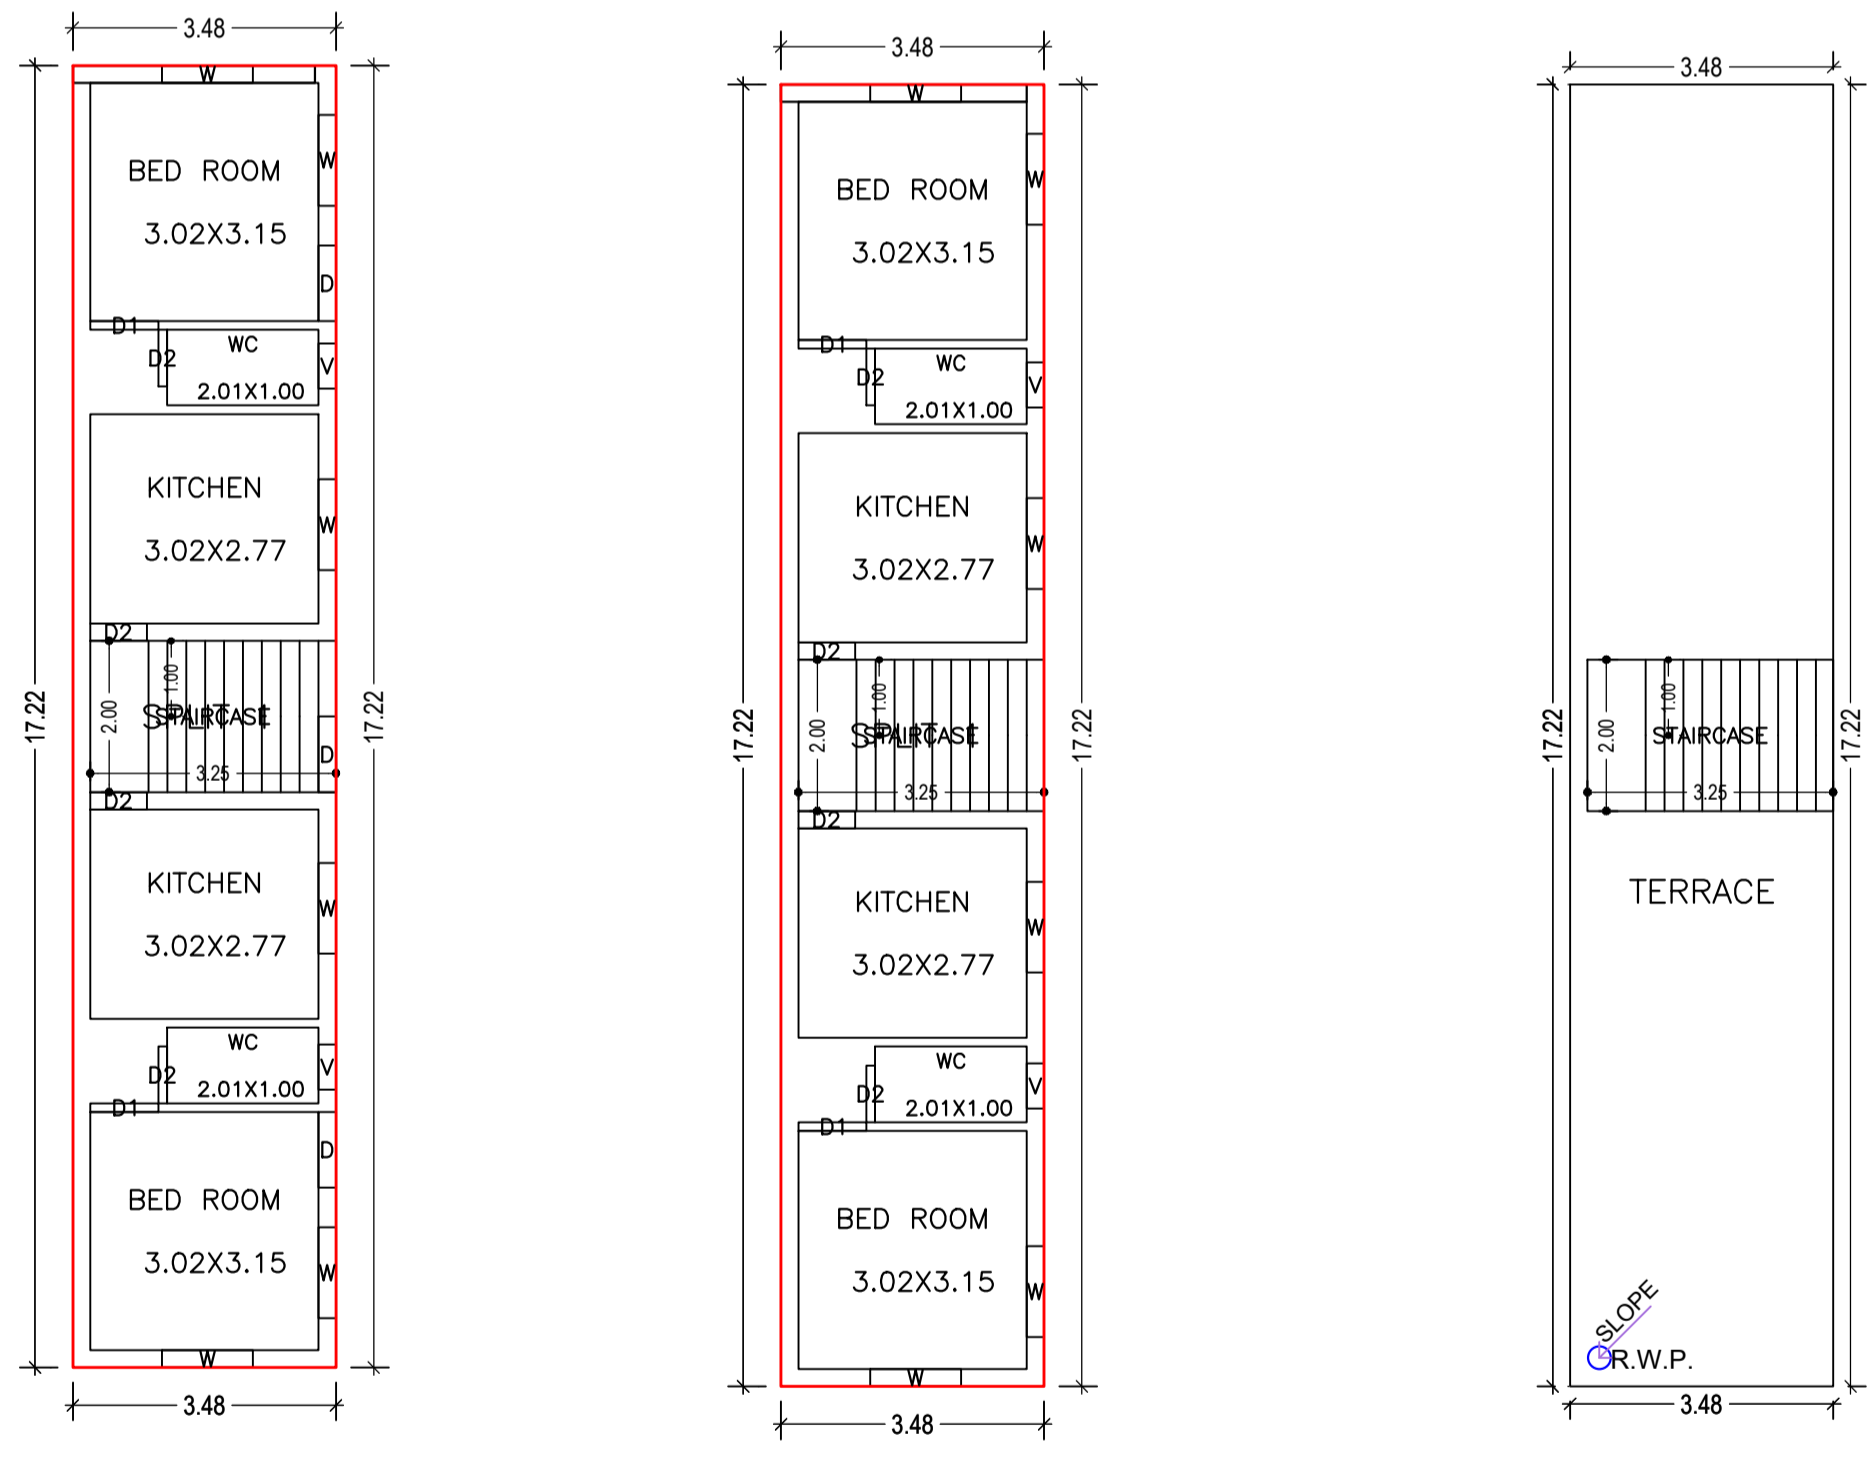 3.48
W
BED ROOM
W
3.02X3.15
D
D1
WC
D2
V
2.01X1.00
KITCHEN
W
3.02X2.77
D2
1.00
2.00
STAIRCASE
17.22
17.22
D
3.25
D2
KITCHEN
W
3.02X2.77
WC
V
D2
2.01X1.00
D1
D
BED ROOM
3.02X3.15
W
W
3.48
3.48
W
W
BED ROOM
3.02X3.15
D1
WC
D2
V
2.01X1.00
KITCHEN
W
3.02X2.77
D2
1.00
2.00
STAIRCASE
17.22
17.22
3.25
D2
KITCHEN
W
3.02X2.77
WC
V
D2
2.01X1.00
D1
BED ROOM
3.02X3.15
W
W
3.48
3.48
1.00
2.00
STAIRCASE
17.22
17.22
3.25
TERRACE
SLOPE
R.W.P.
3.48